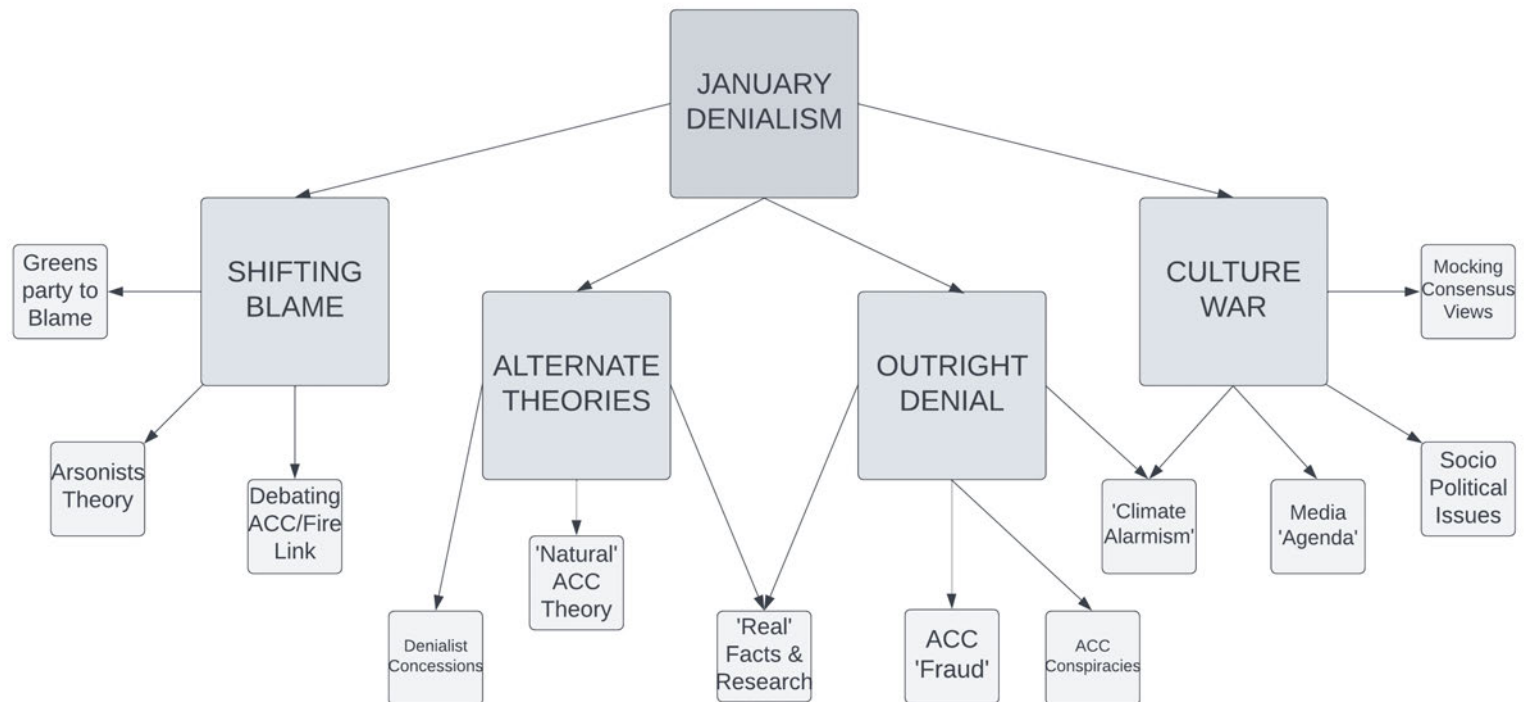 JANUARY
DENIALISM
SHIFTING
BLAME
Greens
party to
Blame
Arsonists
Theory
Debating
ACC/Fire
Link
ALTERNATE
THEORIES
Denialist
Concessions
'Natural'
ACC
Theory
'Real'
Facts &
Research
OUTRIGHT
DENIAL
ACC
'Fraud'
ACC
Conspiracies
'Climate
Alarmism'
CULTURE
WAR
Media
'Agenda'
Socio
Political
Issues
Mocking
Consensus
Views